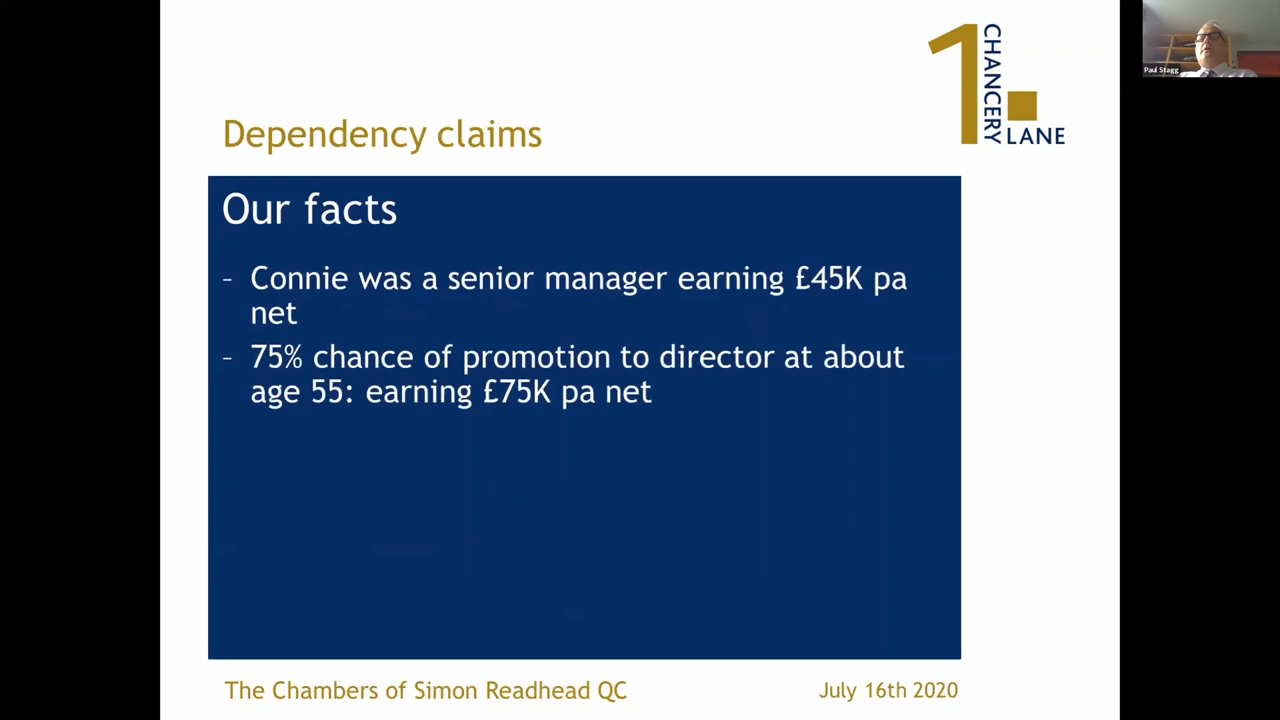 1 CHANCERY LANE
Paul Stagg
Dependency claims
Our facts
- Connie was a senior manager earning £45K pa
net
- 75% chance of promotion to director at about
age 55: earning £75K pa net
The Chambers of Simon Readhead QC
July 16th 2020